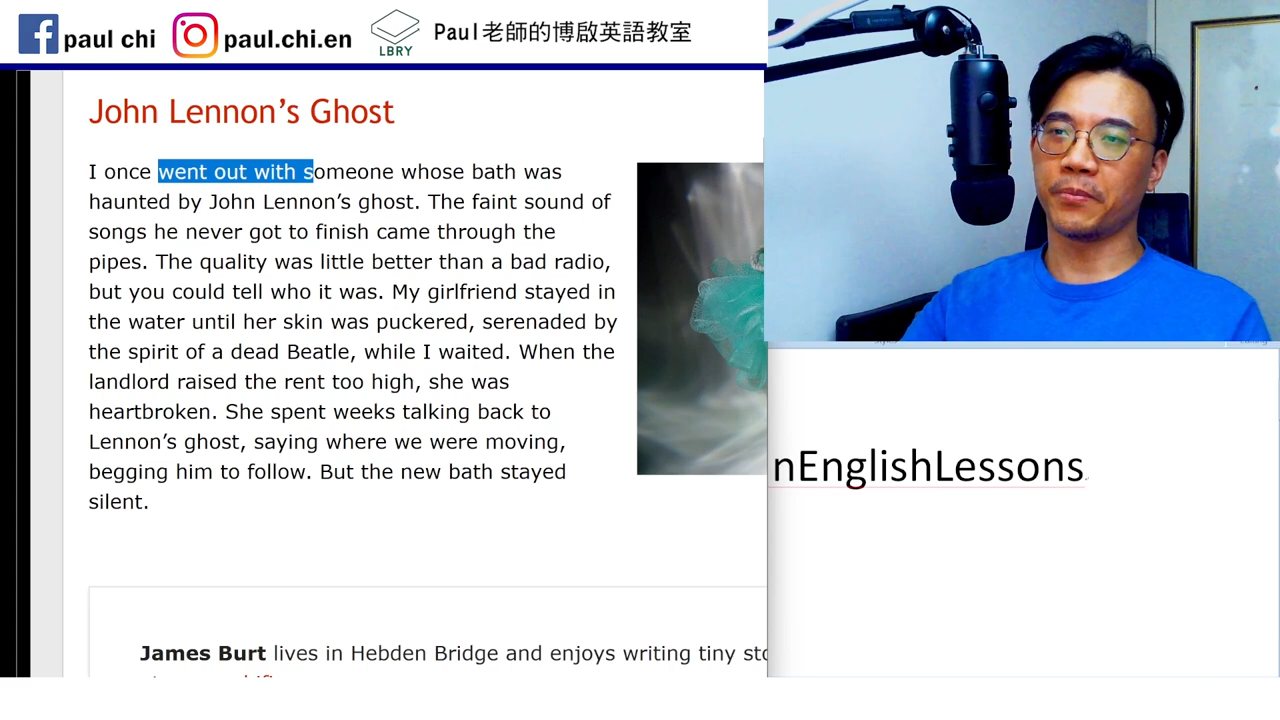 paul chi
paul.chi.en
LBRY
Paul老師的博啟英語教室
John Lennon’s Ghost
I once went out with someone whose bath was
haunted by John Lennon’s ghost. The faint sound of
songs he never got to finish came through the
pipes. The quality was little better than a bad radio,
but you could tell who it was. My girlfriend stayed in
the water until her skin was puckered, serenaded by
the spirit of a dead Beatle, while I waited. When the
landlord raised the rent too high, she was
heartbroken. She spent weeks talking back to
Lennon’s ghost, saying where we were moving,
begging him to follow. But the new bath stayed
silent.
nEnglishLessons
James Burt lives in Hebden Bridge and enjoys writing tiny sto